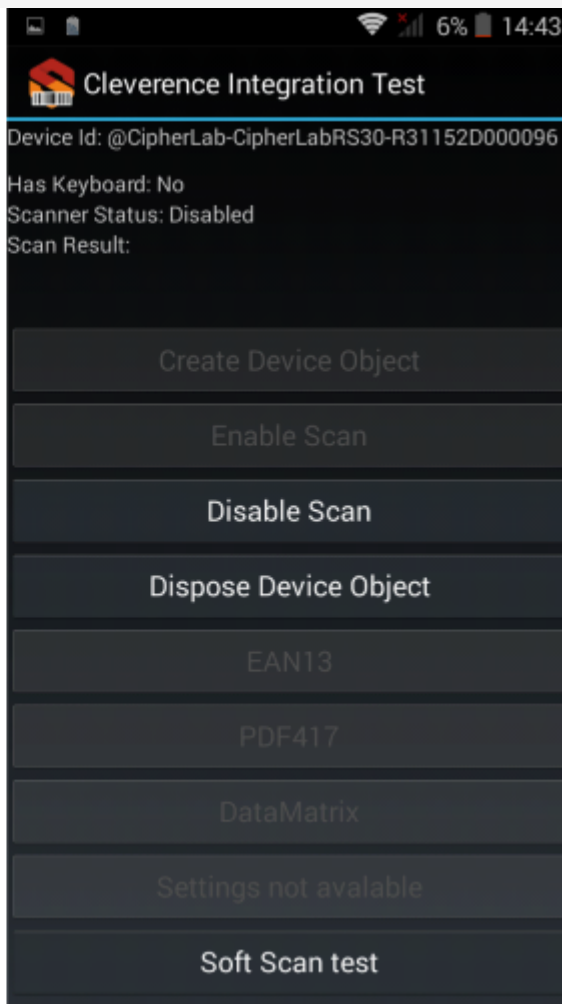 6% 14:43
Cleverence Integration Test
Device Id: @CipherLab-CipherLabRS30-R31152D000096
Has Keyboard: No
Scanner Status: Disabled
Scan Result:
Create Device Object
Enable Scan
Disable Scan
Dispose Device Object
EAN13
PDF417
DataMatrix
Settings not avalable
Soft Scan test